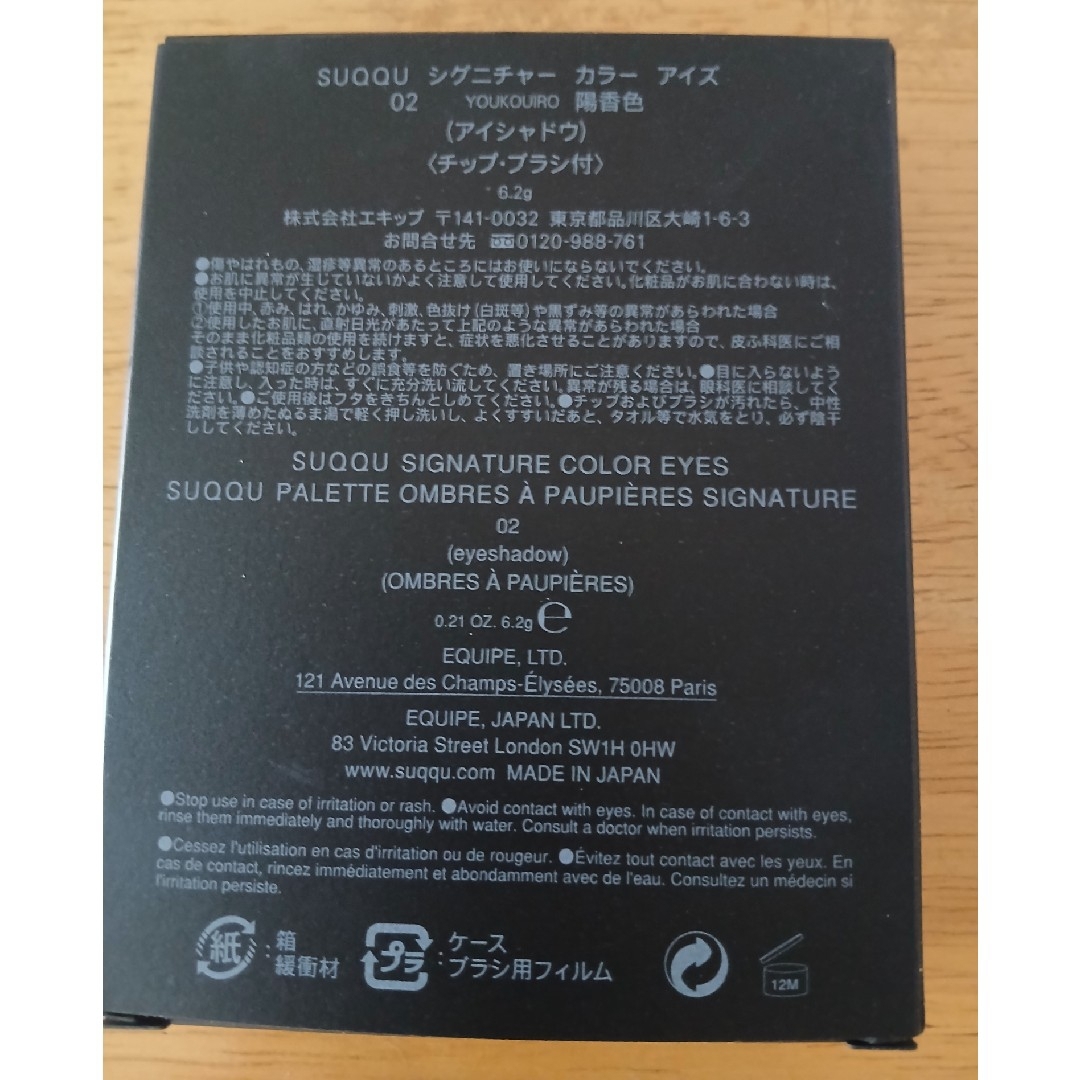 SUQQU シグニチャー カラー アイズ
02 YOUKOUIRO 陽香色
(アイシャドウ)
〈チップ・ブラシ付〉
6.2g
株式会社エキップ 〒141-0032 東京都品川区大崎1-6-3
お問合せ先 0120-988-761
●傷やはれもの、湿疹等異常のあるところにはお使いにならないでください。
●お肌に異常が生じていないかよく注意して使用してください。化粧品がお肌に合わない時は、
使用を中止してください。
①使用中、赤み、はれ、かゆみ、刺激、色抜け(白斑等)や黒ずみ等の異常があらわれた場合
②使用したお肌に、直射日光があたって上記のような異常があらわれた場合
そのまま化粧品類の使用を続けますと、症状を悪化させることがありますので、皮ふ科医にご相
談されることをおすすめします。
●子供や認知症の方などの誤食等を防ぐため、置き場所にご注意ください。●目に入らないよう
に注意し、入った時は、すぐに充分洗い流してください。異常が残る場合は、眼科医に相談してく
ださい。●ご使用後はフタをきちんとしめてください。●チップおよびブラシが汚れたら、中性
洗剤を薄めたぬるま湯で軽く押し洗いし、よくすすいだあと、タオル等で水気をとり、必ず陰干
ししてください。
SUQQU SIGNATURE COLOR EYES
SUQQU PALETTE OMBRES À PAUPIÈRES SIGNATURE
02
(eyeshadow)
(OMBRES À PAUPIÈRES)
0.21 OZ. 6.2g ℮
EQUIPE, LTD.
121 Avenue des Champs-Élysées, 75008 Paris
EQUIPE, JAPAN LTD.
83 Victoria Street London SW1H 0HW
www.suqqu.com MADE IN JAPAN
●Stop use in case of irritation or rash. ●Avoid contact with eyes. In case of contact with eyes,
rinse them immediately and thoroughly with water. Consult a doctor when irritation persists.
●Cessez l'utilisation en cas d'irritation ou de rougeur. ●Évitez tout contact avec les yeux. En
cas de contact, rincez immédiatement et abondamment avec de l'eau. Consultez un médecin si
l'irritation persiste.
紙 : 箱
緩衝材
プラ : ケース
ブラシ用フィルム
12M